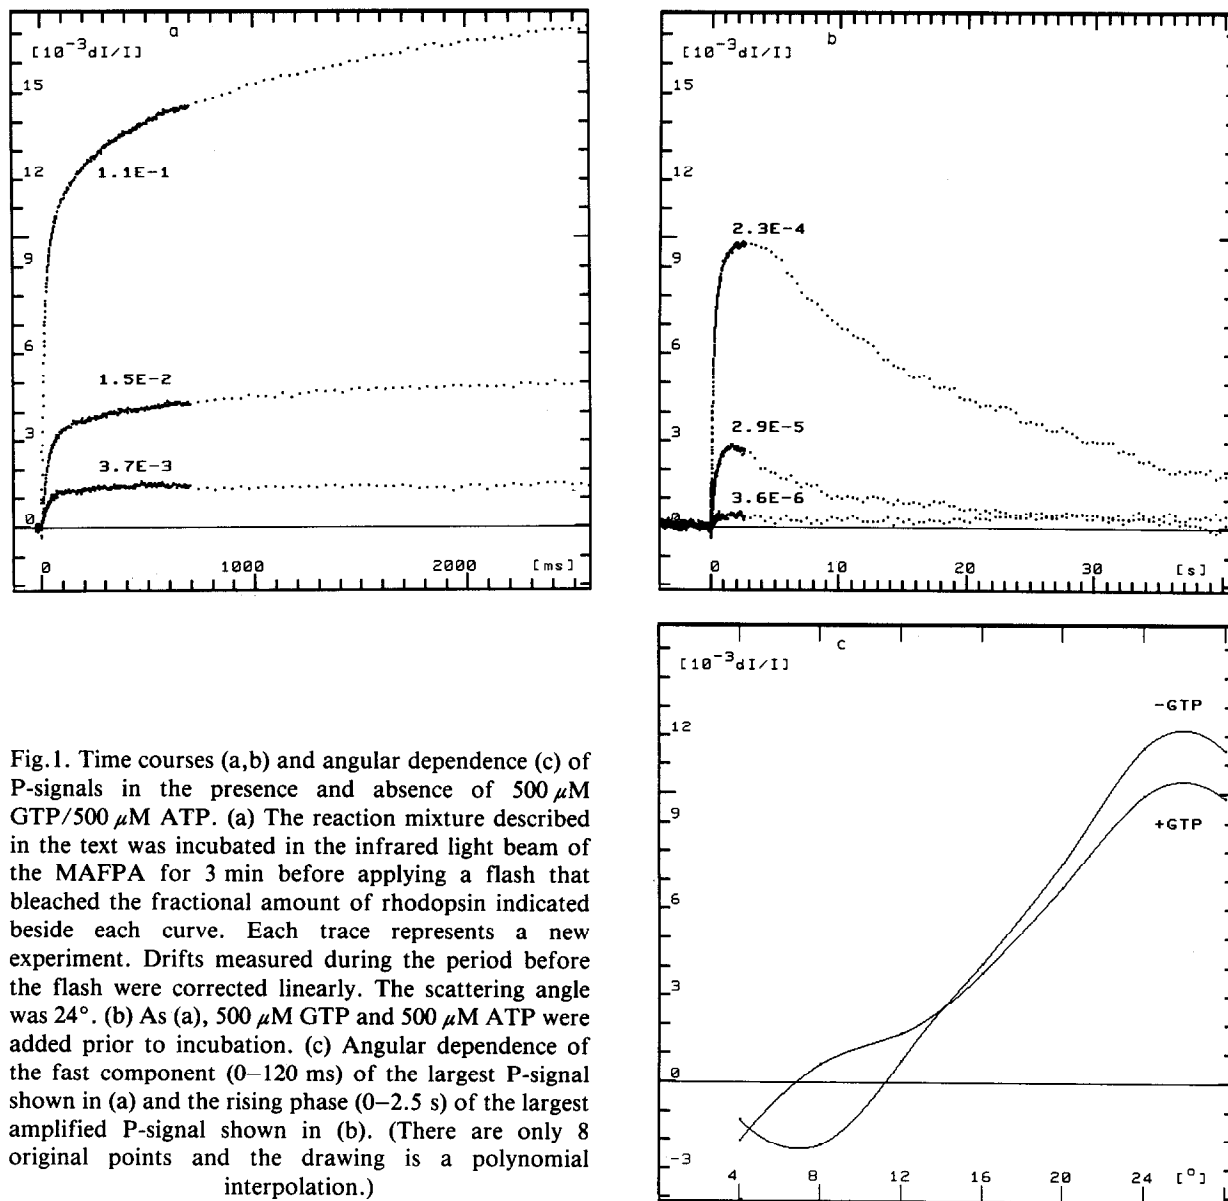 a
[10⁻³dI/I]
15
12
9
6
3
0
1.1E-1
1.5E-2
3.7E-3
0 1000 2000 [ms]
b
[10⁻³dI/I]
15
12
9
6
3
0
2.3E-4
2.9E-5
3.6E-6
0 10 20 30 [s]
c
[10⁻³dI/I]
12
9
6
3
0
-3
-GTP
+GTP
4 8 12 16 20 24 [°]
Fig.1. Time courses (a,b) and angular dependence (c) of
P-signals in the presence and absence of 500 μM
GTP/500 μM ATP. (a) The reaction mixture described
in the text was incubated in the infrared light beam of
the MAFPA for 3 min before applying a flash that
bleached the fractional amount of rhodopsin indicated
beside each curve. Each trace represents a new
experiment. Drifts measured during the period before
the flash were corrected linearly. The scattering angle
was 24°. (b) As (a), 500 μM GTP and 500 μM ATP were
added prior to incubation. (c) Angular dependence of
the fast component (0–120 ms) of the largest P-signal
shown in (a) and the rising phase (0–2.5 s) of the largest
amplified P-signal shown in (b). (There are only 8
original points and the drawing is a polynomial
interpolation.)